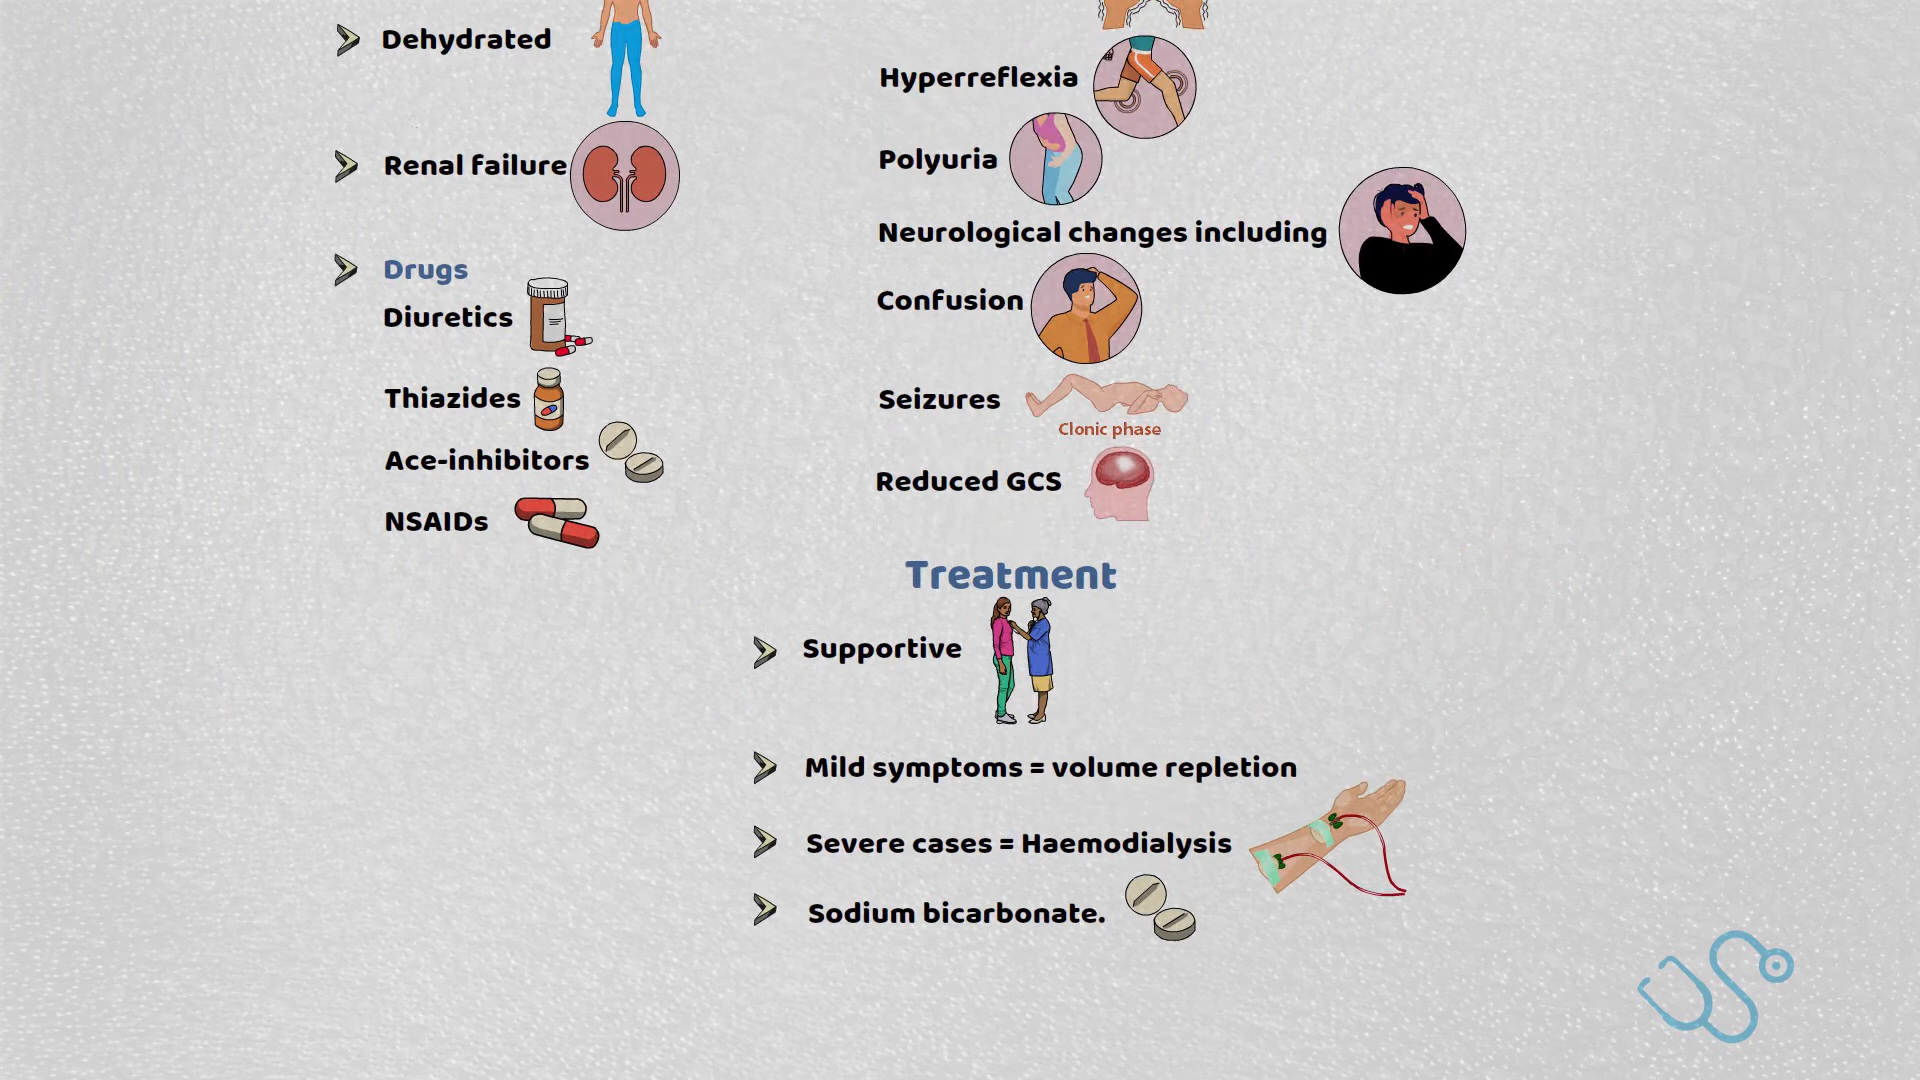 Dehydrated
Renal failure
Drugs
Diuretics
Thiazides
Ace-inhibitors
NSAIDs
Hyperreflexia
Polyuria
Neurological changes including
Confusion
Seizures
Clonic phase
Reduced GCS
Treatment
Supportive
Mild symptoms = volume repletion
Severe cases = Haemodialysis
Sodium bicarbonate.